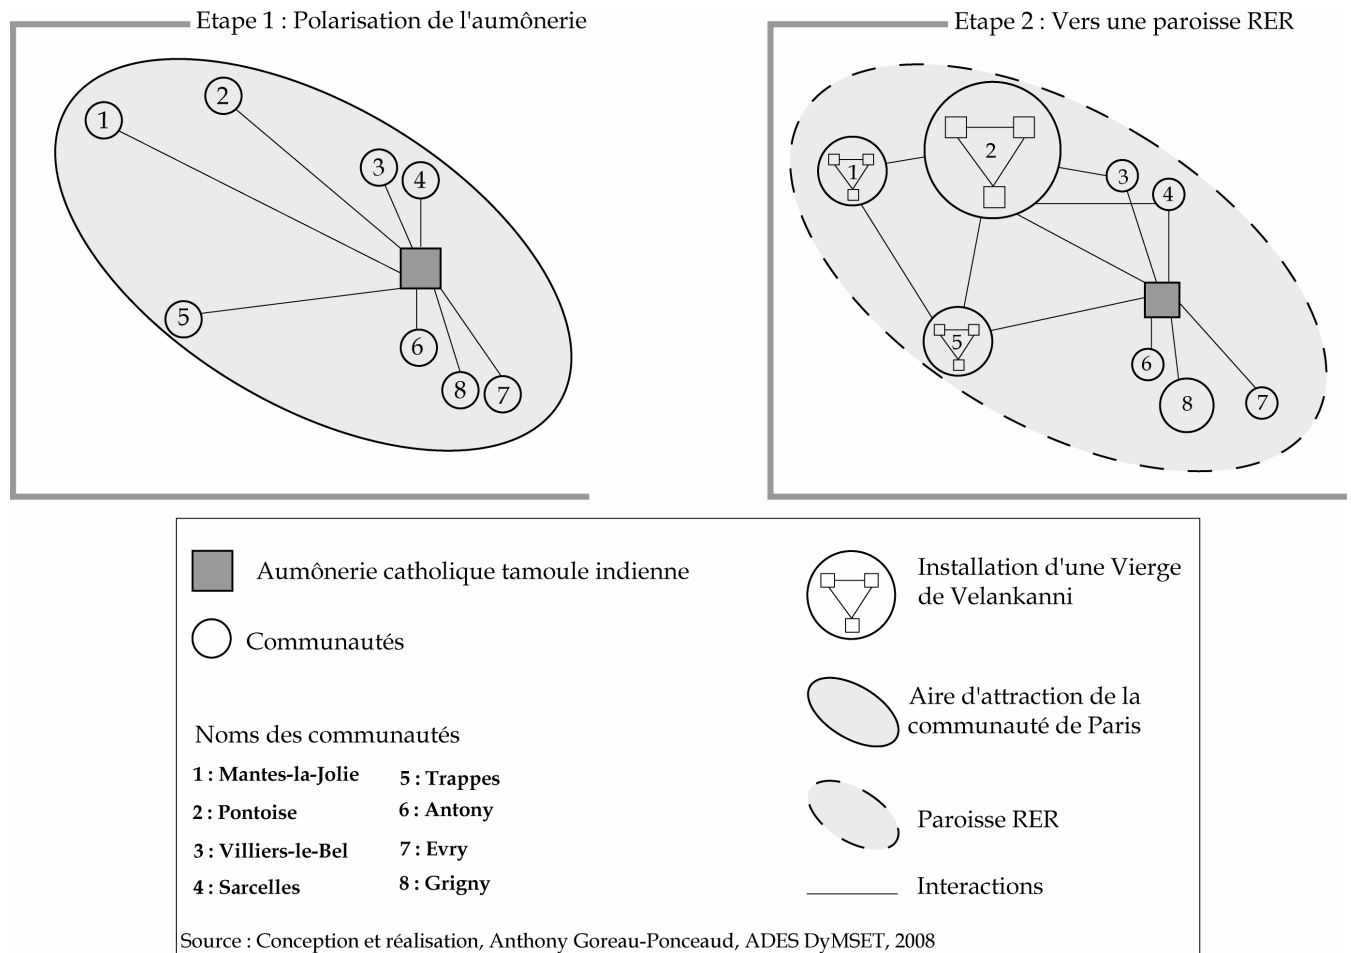 Etape 1 : Polarisation de l'aumônerie
1
2
3
4
5
6
8
7
Etape 2 : Vers une paroisse RER
1
2
3
4
5
6
8
7
Aumônerie catholique tamoule indienne
Communautés
Noms des communautés
1 : Mantes-la-Jolie
2 : Pontoise
3 : Villiers-le-Bel
4 : Sarcelles
5 : Trappes
6 : Antony
7 : Evry
8 : Grigny
Installation d'une Vierge
de Velankanni
Aire d'attraction de la
communauté de Paris
Paroisse RER
Interactions
Source : Conception et réalisation, Anthony Goreau-Ponceaud, ADES DyMSET, 2008